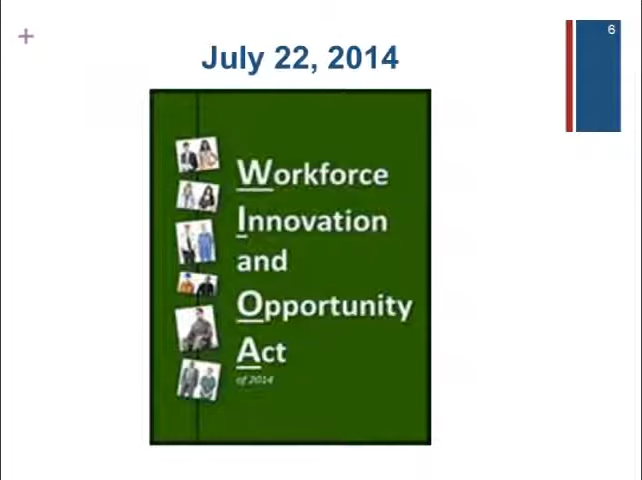 +
6
July 22, 2014
Workforce
Innovation
and
Opportunity
Act
of 2014